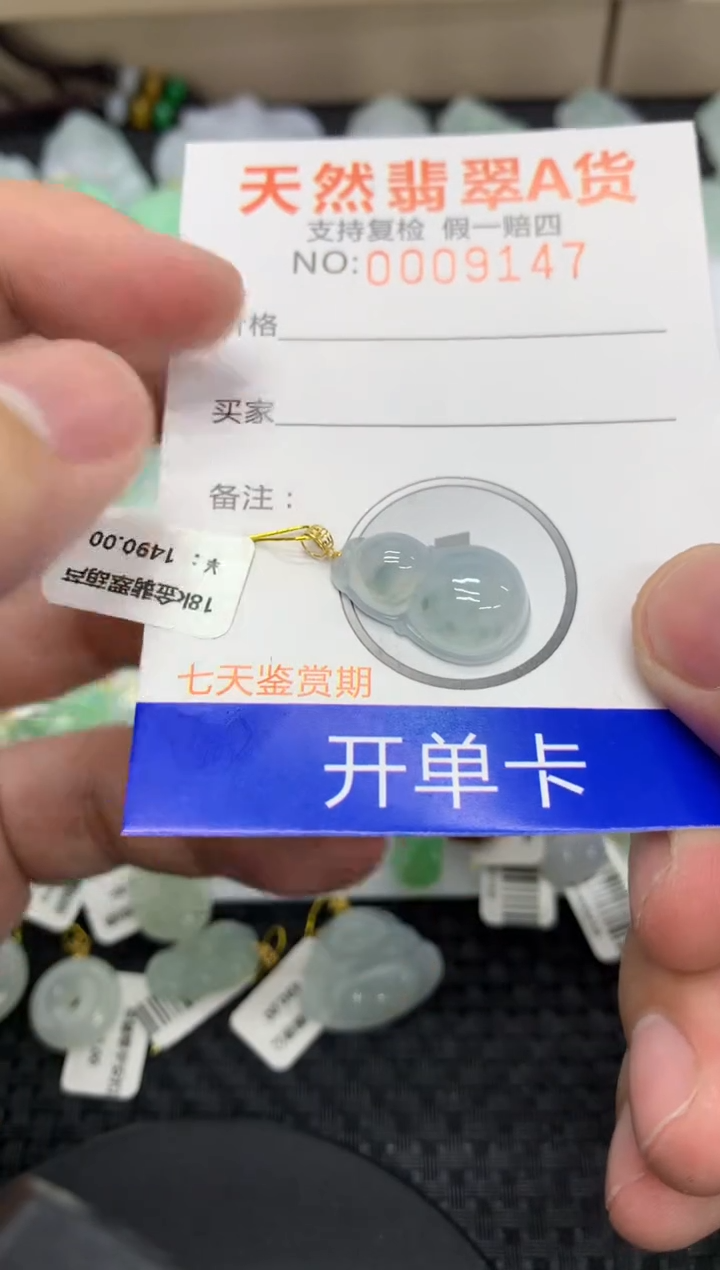 天然翡翠A货
支持复检 假一赔四
NO:0009147
价格
买家
备注：
18k金翡翠葫芦
1490.00
七天鉴赏期
开单卡